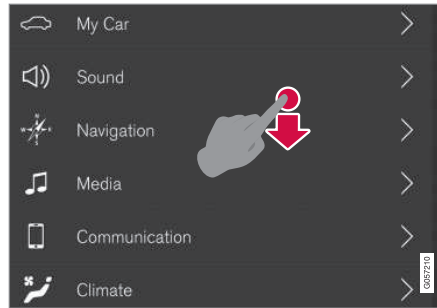 My Car
Sound
Navigation
Media
Communication
Climate
G057210